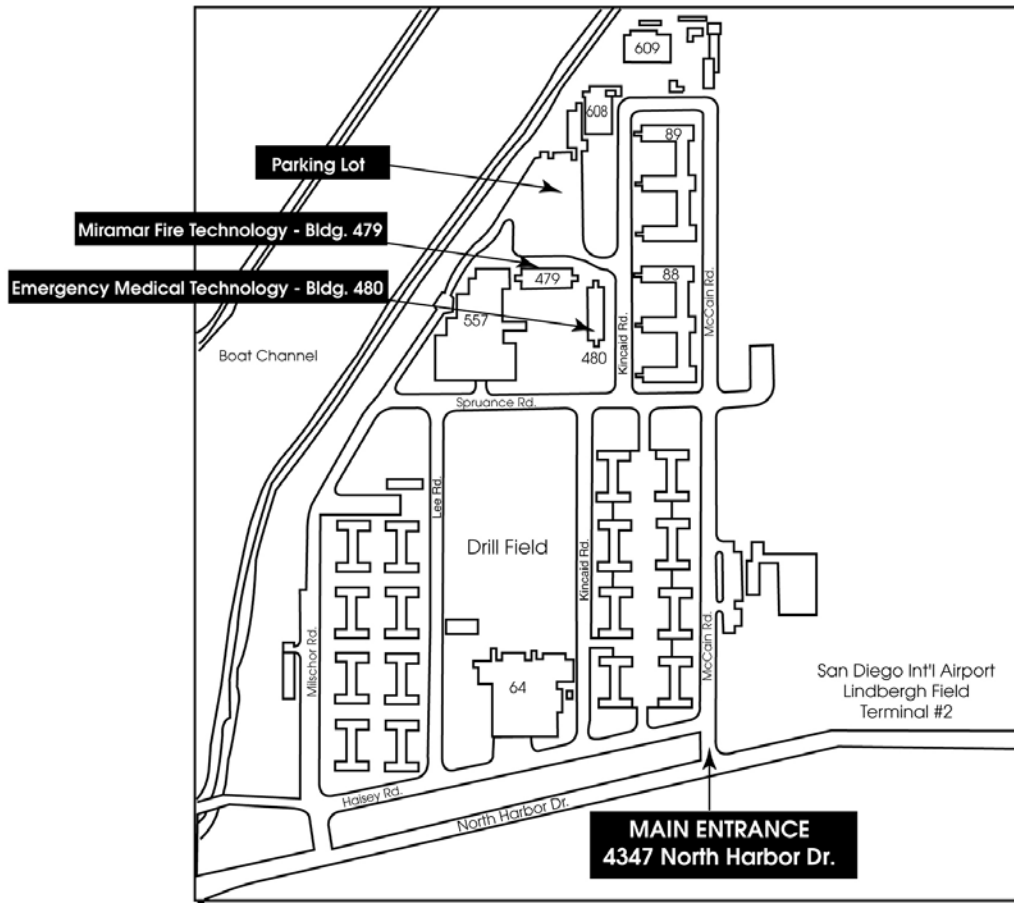 609
608
89
Parking Lot
Miramar Fire Technology - Bldg. 479
479
88
Emergency Medical Technology - Bldg. 480
557
480
Kincaid Rd.
McCain Rd.
Boat Channel
Spruance Rd.
Lee Rd.
Drill Field
Kincaid Rd.
McCain Rd.
Milschor Rd.
64
San Diego Int'l Airport
Lindbergh Field
Terminal #2
Halsey Rd.
North Harbor Dr.
MAIN ENTRANCE
4347 North Harbor Dr.